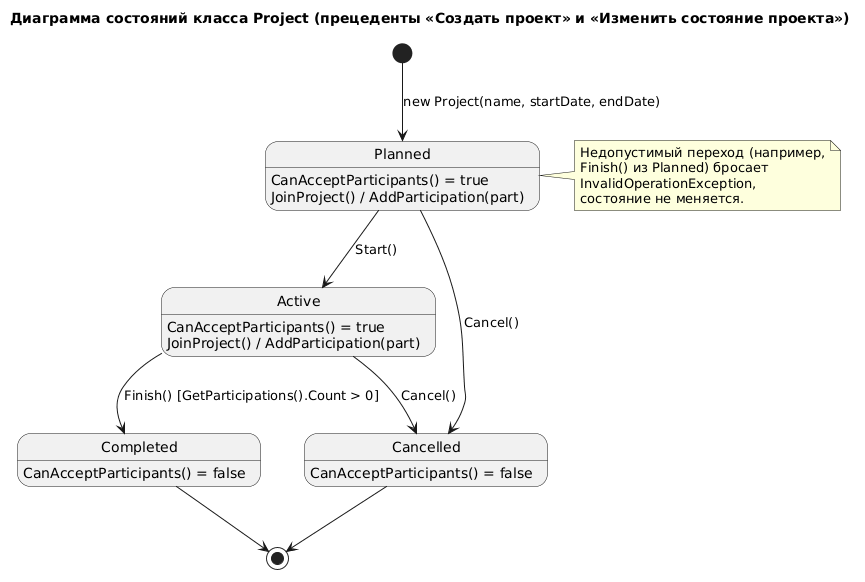 Диаграмма состояний класса Project (прецеденты «Создать проект» и «Изменить состояние проекта»)
new Project(name, startDate, endDate)
Planned
CanAcceptParticipants() = true
JoinProject() / AddParticipation(part)
Недопустимый переход (например,
Finish() из Planned) бросает
InvalidOperationException,
состояние не меняется.
Start()
Active
CanAcceptParticipants() = true
JoinProject() / AddParticipation(part)
Cancel()
Finish() [GetParticipations().Count > 0]
Cancel()
Completed
CanAcceptParticipants() = false
Cancelled
CanAcceptParticipants() = false